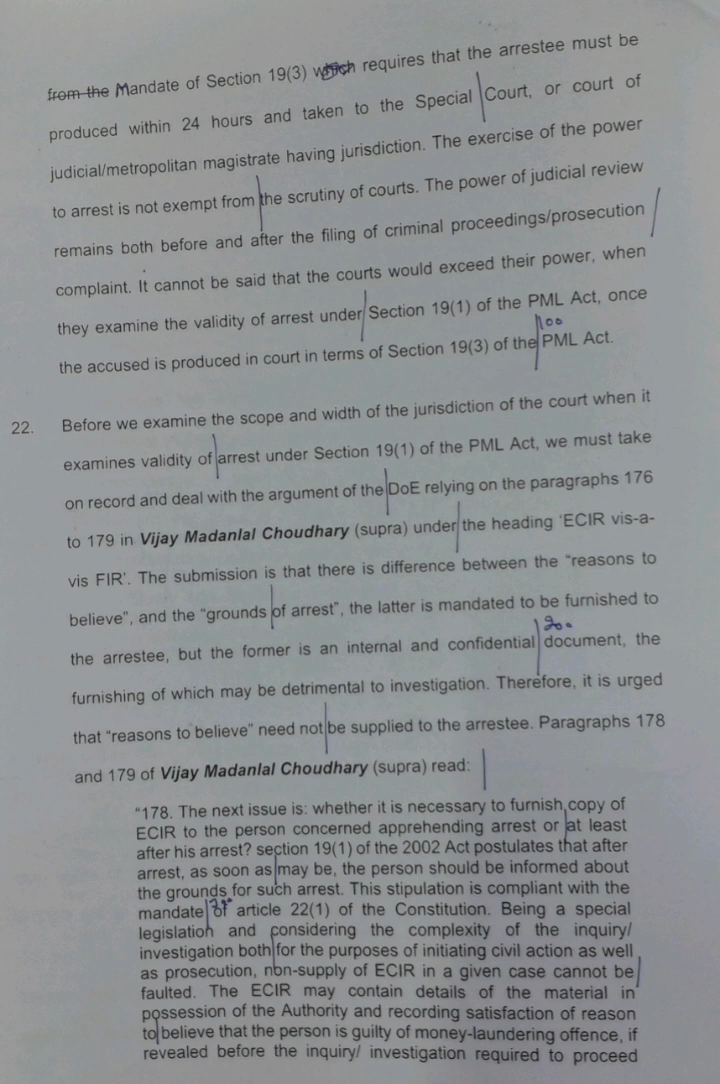 from the Mandate of Section 19(3) which requires that the arrestee must be
produced within 24 hours and taken to the Special Court, or court of
judicial/metropolitan magistrate having jurisdiction. The exercise of the power
to arrest is not exempt from the scrutiny of courts. The power of judicial review
remains both before and after the filing of criminal proceedings/prosecution
complaint. It cannot be said that the courts would exceed their power, when
they examine the validity of arrest under Section 19(1) of the PML Act, once
100
the accused is produced in court in terms of Section 19(3) of the PML Act.
22. Before we examine the scope and width of the jurisdiction of the court when it
examines validity of arrest under Section 19(1) of the PML Act, we must take
on record and deal with the argument of the DoE relying on the paragraphs 176
to 179 in Vijay Madanlal Choudhary (supra) under the heading 'ECIR vis-a-
vis FIR'. The submission is that there is difference between the "reasons to
believe", and the "grounds of arrest", the latter is mandated to be furnished to
200
the arrestee, but the former is an internal and confidential document, the
furnishing of which may be detrimental to investigation. Therefore, it is urged
that "reasons to believe" need not be supplied to the arrestee. Paragraphs 178
and 179 of Vijay Madanlal Choudhary (supra) read:
"178. The next issue is: whether it is necessary to furnish copy of
ECIR to the person concerned apprehending arrest or at least
after his arrest? section 19(1) of the 2002 Act postulates that after
arrest, as soon as may be, the person should be informed about
the grounds for such arrest. This stipulation is compliant with the
mandate of article 22(1) of the Constitution. Being a special
legislation and considering the complexity of the inquiry/
investigation both for the purposes of initiating civil action as well
as prosecution, non-supply of ECIR in a given case cannot be
faulted. The ECIR may contain details of the material in
possession of the Authority and recording satisfaction of reason
to believe that the person is guilty of money-laundering offence, if
revealed before the inquiry/ investigation required to proceed